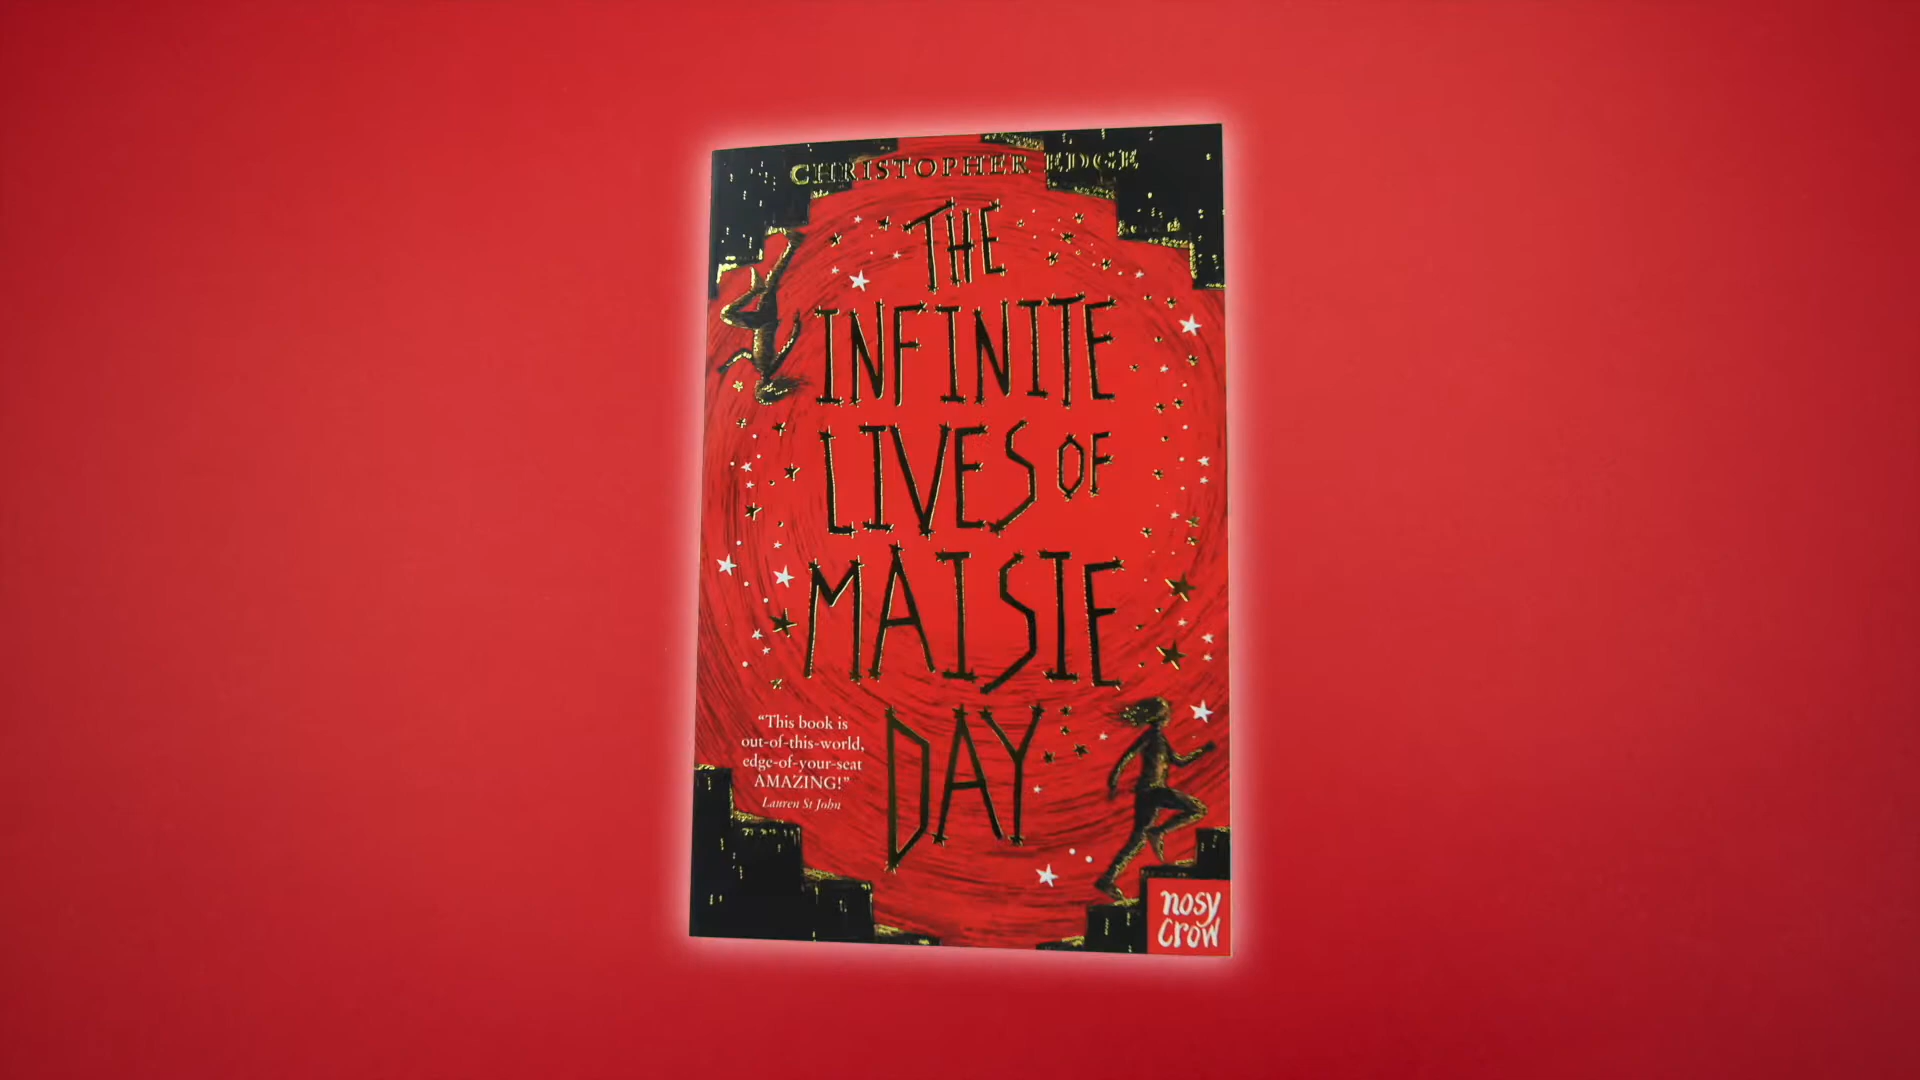 CHRISTOPHER EDGE
THE
INFINITE
LIVES OF
MAISIE
DAY
“This book is
out-of-this-world,
edge-of-your-seat
AMAZING!”
Lauren St John
nosy
crow